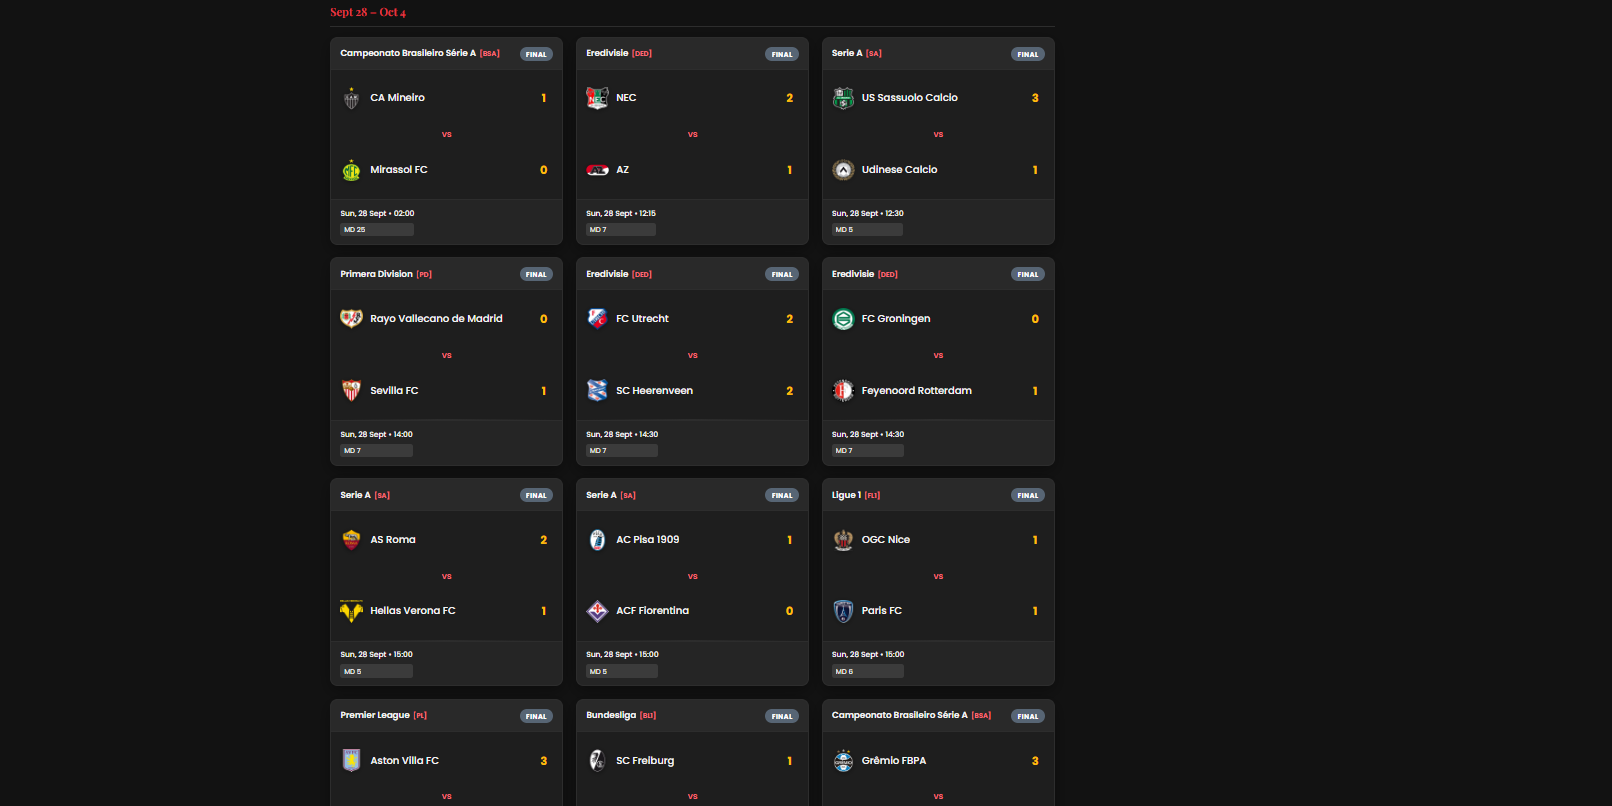 Sept 28 – Oct 4
Campeonato Brasileiro Série A [BSA] FINAL
CA Mineiro 1
VS
Mirassol FC 0
Sun, 28 Sept • 02:00
MD 25
Eredivisie [DED] FINAL
NEC 2
VS
AZ 1
Sun, 28 Sept • 12:15
MD 7
Serie A [SA] FINAL
US Sassuolo Calcio 3
VS
Udinese Calcio 1
Sun, 28 Sept • 12:30
MD 5
Primera Division [PD] FINAL
Rayo Vallecano de Madrid 0
VS
Sevilla FC 1
Sun, 28 Sept • 14:00
MD 7
Eredivisie [DED] FINAL
FC Utrecht 2
VS
SC Heerenveen 2
Sun, 28 Sept • 14:30
MD 7
Eredivisie [DED] FINAL
FC Groningen 0
VS
Feyenoord Rotterdam 1
Sun, 28 Sept • 14:30
MD 7
Serie A [SA] FINAL
AS Roma 2
VS
Hellas Verona FC 1
Sun, 28 Sept • 15:00
MD 5
Serie A [SA] FINAL
AC Pisa 1909 1
VS
ACF Fiorentina 0
Sun, 28 Sept • 15:00
MD 5
Ligue 1 [FL1] FINAL
OGC Nice 1
VS
Paris FC 1
Sun, 28 Sept • 15:00
MD 6
Premier League [PL] FINAL
Aston Villa FC 3
VS
Bundesliga [BL1] FINAL
SC Freiburg 1
VS
Campeonato Brasileiro Série A [BSA] FINAL
Grêmio FBPA 3
VS